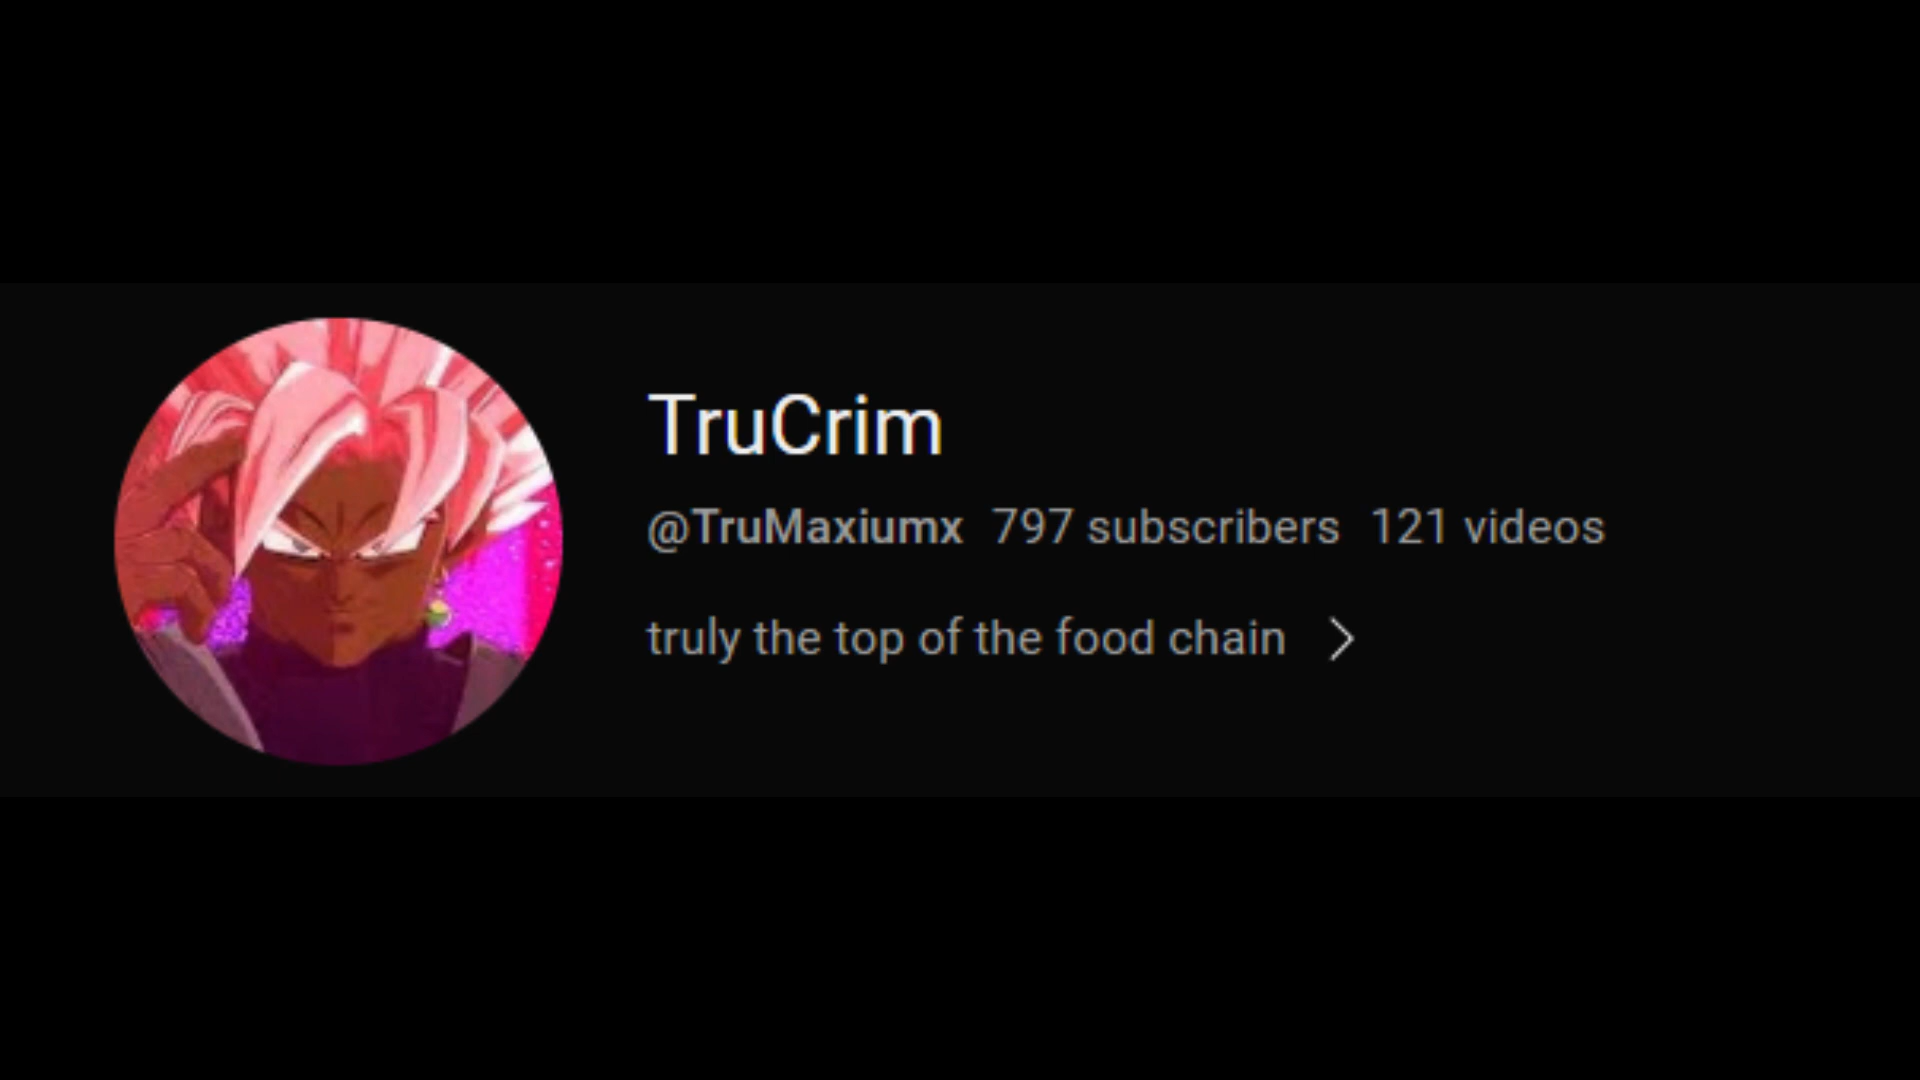 TruCrim
@TruMaxiumx 797 subscribers 121 videos
truly the top of the food chain